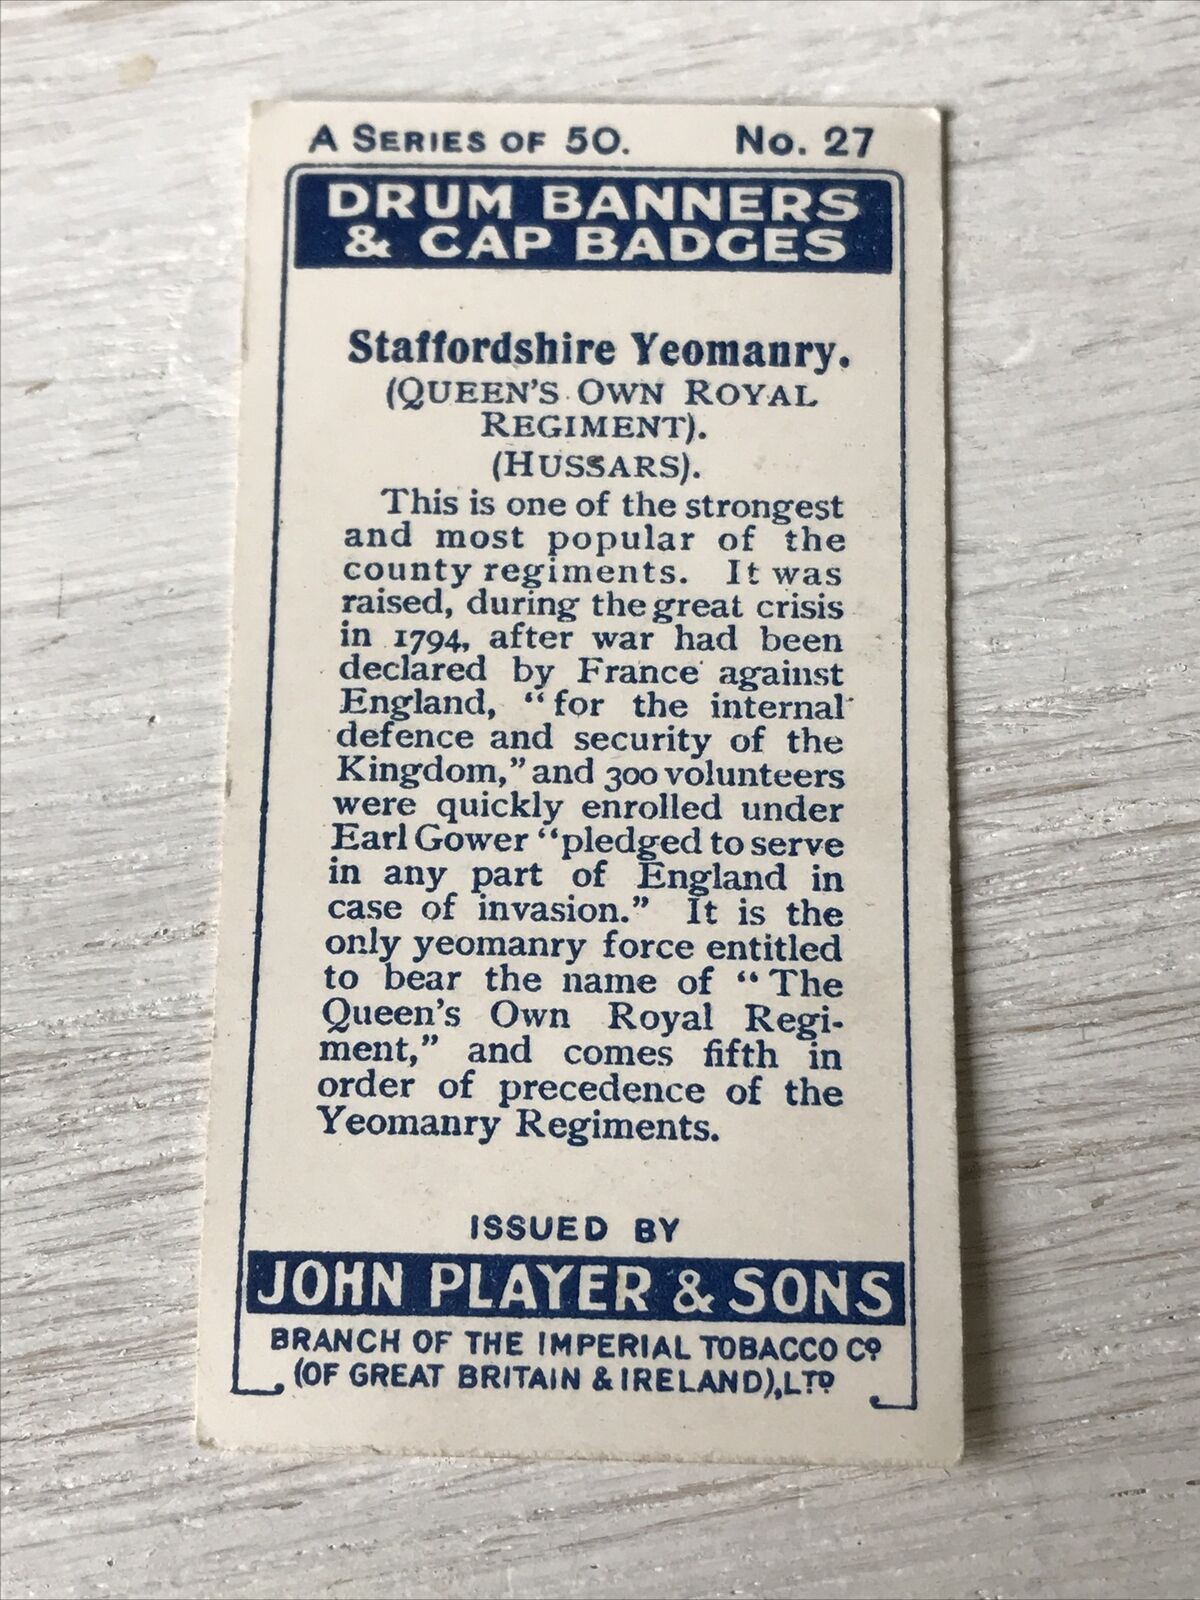 A SERIES OF 50. No. 27
DRUM BANNERS
& CAP BADGES
Staffordshire Yeomanry.
(QUEEN'S OWN ROYAL
REGIMENT).
(HUSSARS).
This is one of the strongest
and most popular of the
county regiments. It was
raised, during the great crisis
in 1794, after war had been
declared by France against
England, "for the internal
defence and security of the
Kingdom," and 300 volunteers
were quickly enrolled under
Earl Gower "pledged to serve
in any part of England in
case of invasion." It is the
only yeomanry force entitled
to bear the name of "The
Queen's Own Royal Regi-
ment," and comes fifth in
order of precedence of the
Yeomanry Regiments.
ISSUED BY
JOHN PLAYER & SONS
BRANCH OF THE IMPERIAL TOBACCO Cº
(OF GREAT BRITAIN & IRELAND), LTD